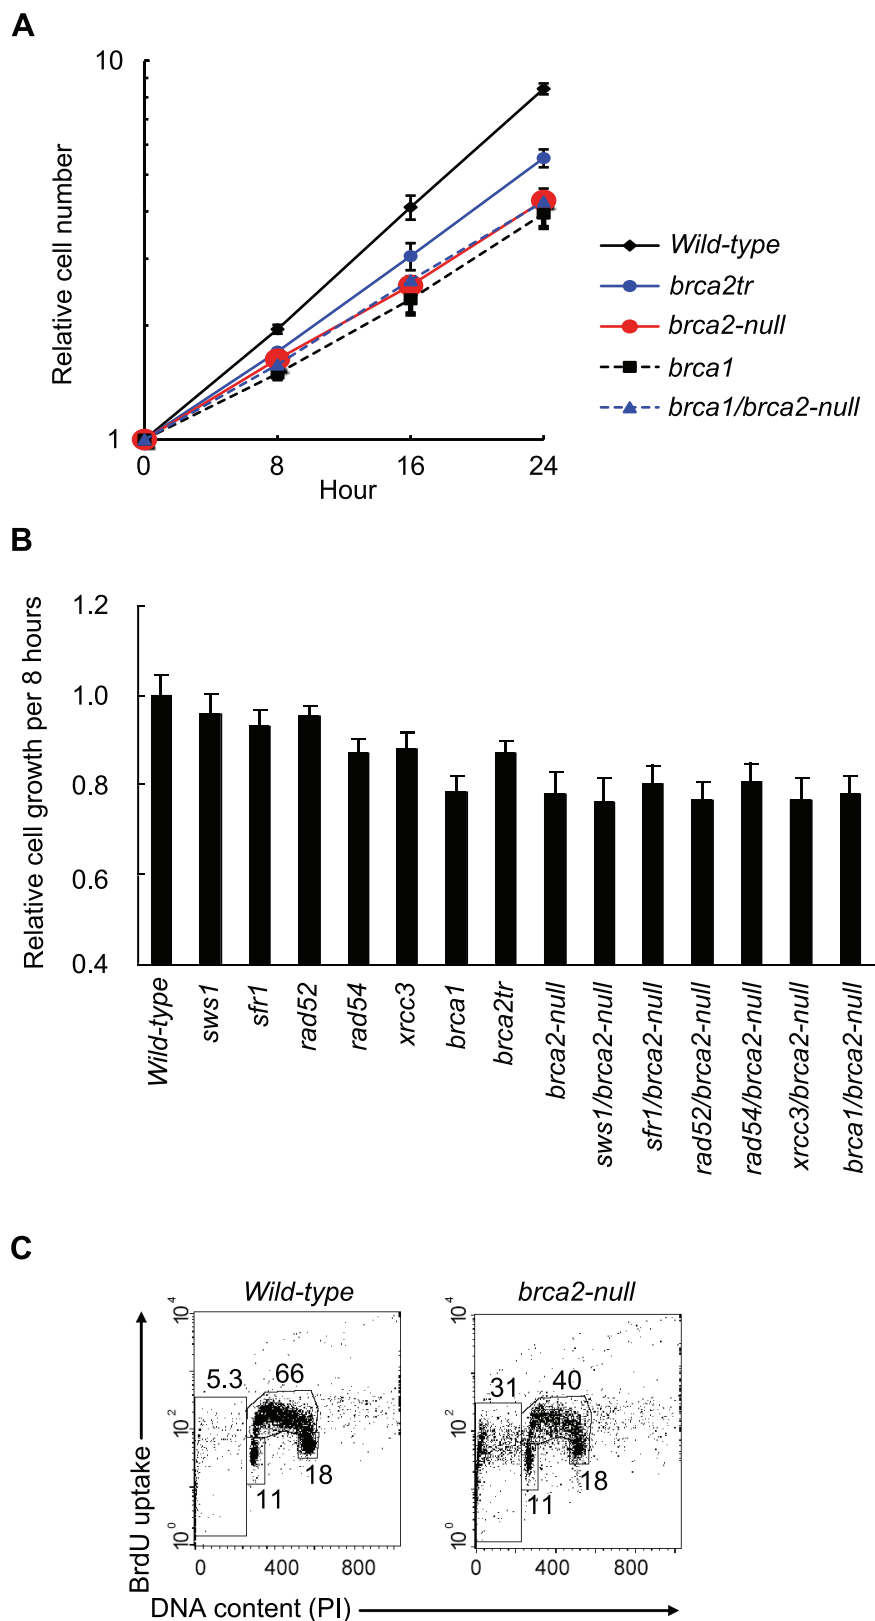 A
10
1
Relative cell number
0 8 16 24
Hour
Wild-type
brca2tr
brca2-null
brca1
brca1/brca2-null
B
Relative cell growth per 8 hours
1.2
1.0
0.8
0.6
0.4
Wild-type
sws1
sfr1
rad52
rad54
xrcc3
brca1
brca2tr
brca2-null
sws1/brca2-null
sfr1/brca2-null
rad52/brca2-null
rad54/brca2-null
xrcc3/brca2-null
brca1/brca2-null
C
Wild-type
brca2-null
BrdU uptake
10⁴
10²
10⁰
5.3
66
11
18
0 400 800
10⁴
10²
10⁰
31
40
11
18
0 400 800
DNA content (PI)